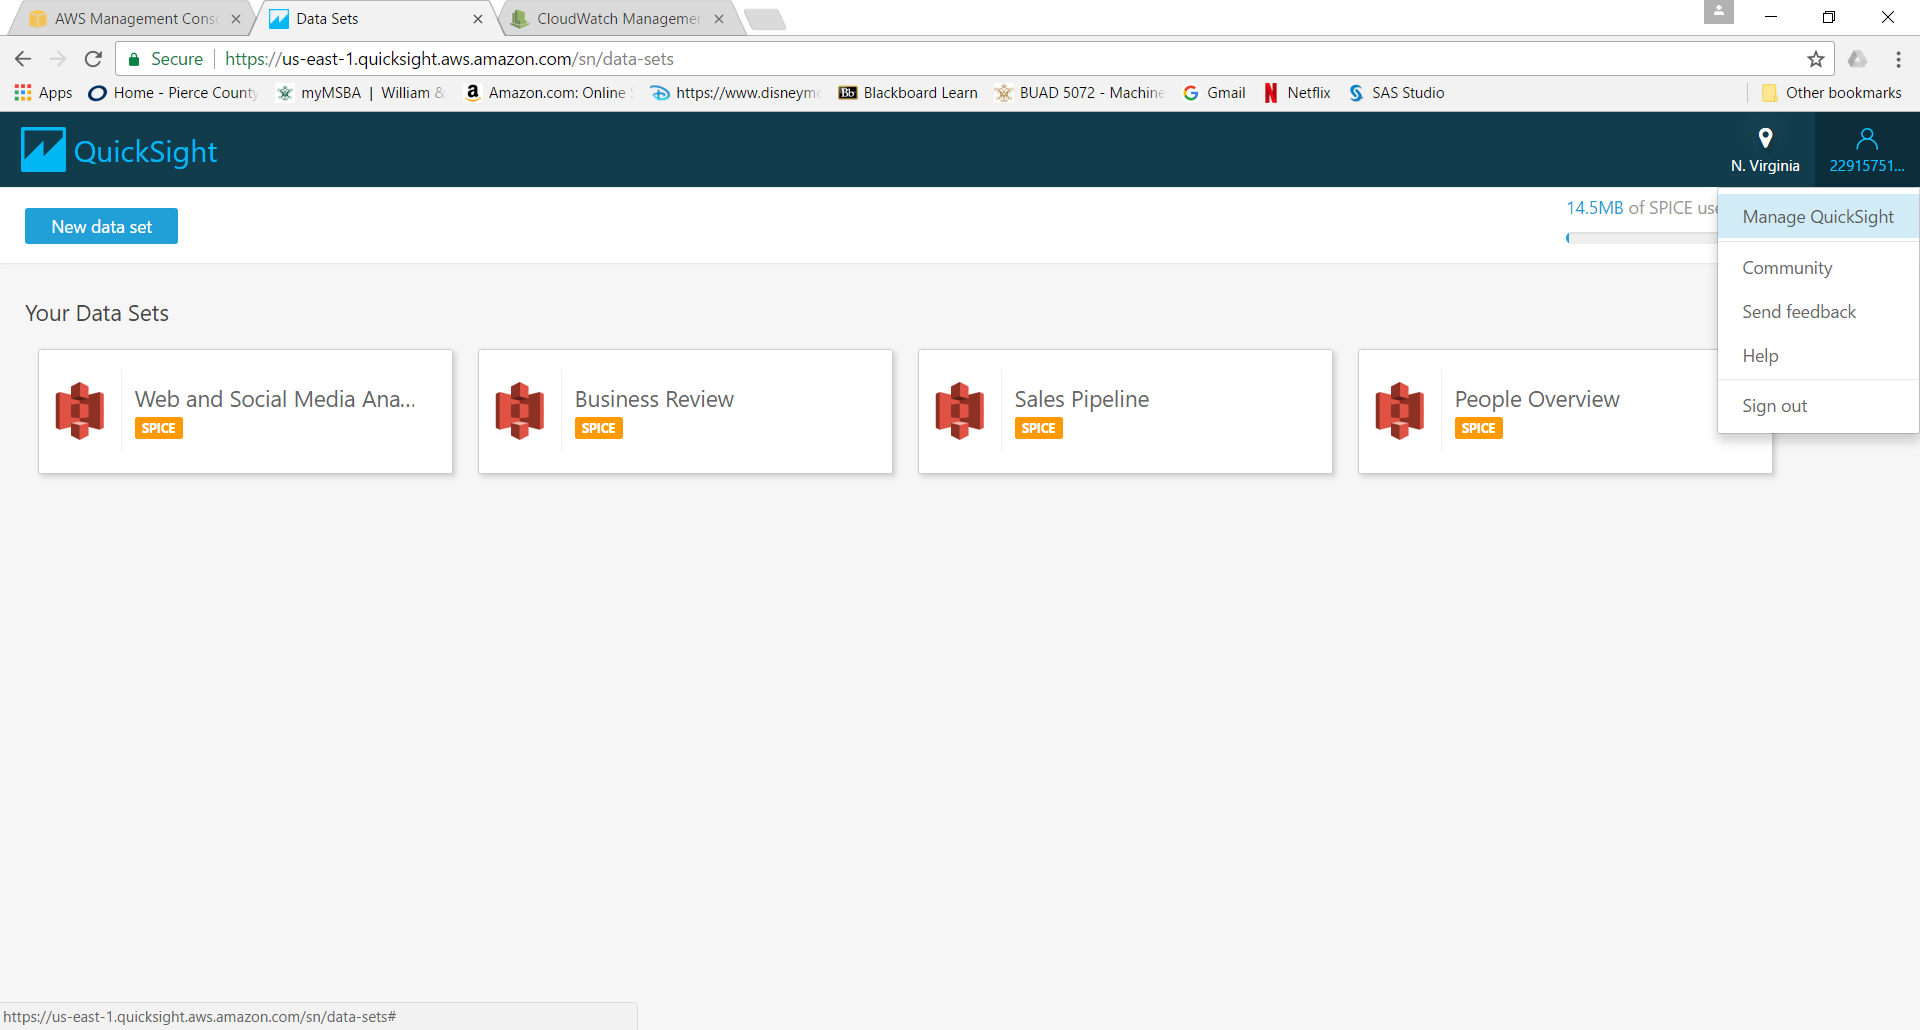 AWS Management Conso
Data Sets
CloudWatch Managemen
Secure
https://us-east-1.quicksight.aws.amazon.com/sn/data-sets
Apps
Home - Pierce County
myMSBA | William &
Amazon.com: Online
https://www.disneym
Bb
Blackboard Learn
BUAD 5072 - Machine
Gmail
Netflix
SAS Studio
Other bookmarks
QuickSight
N. Virginia
22915751...
New data set
14.5MB of SPICE use
Manage QuickSight
Community
Send feedback
Help
Sign out
Your Data Sets
Web and Social Media Ana...
SPICE
Business Review
SPICE
Sales Pipeline
SPICE
People Overview
SPICE
https://us-east-1.quicksight.aws.amazon.com/sn/data-sets#